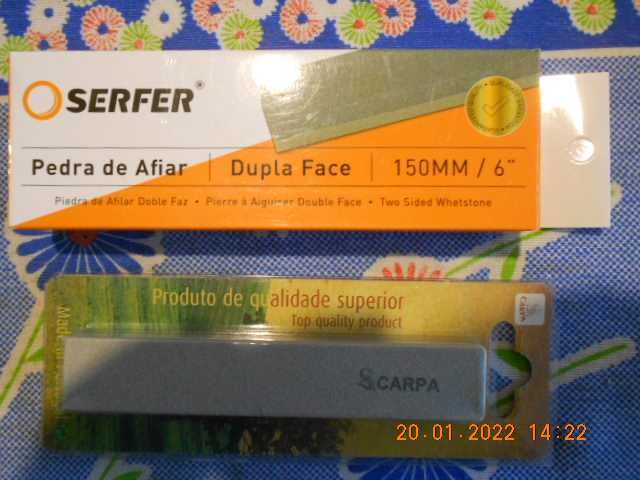 SERFER®
Pedra de Afiar | Dupla Face | 150MM / 6"
Piedra de Afilar Doble Faz • Pierre à Aiguiser Double Face • Two Sided Whetstone
Produto de qualidade superior
Top quality product
Made
CARPA
20.01.2022 14:22